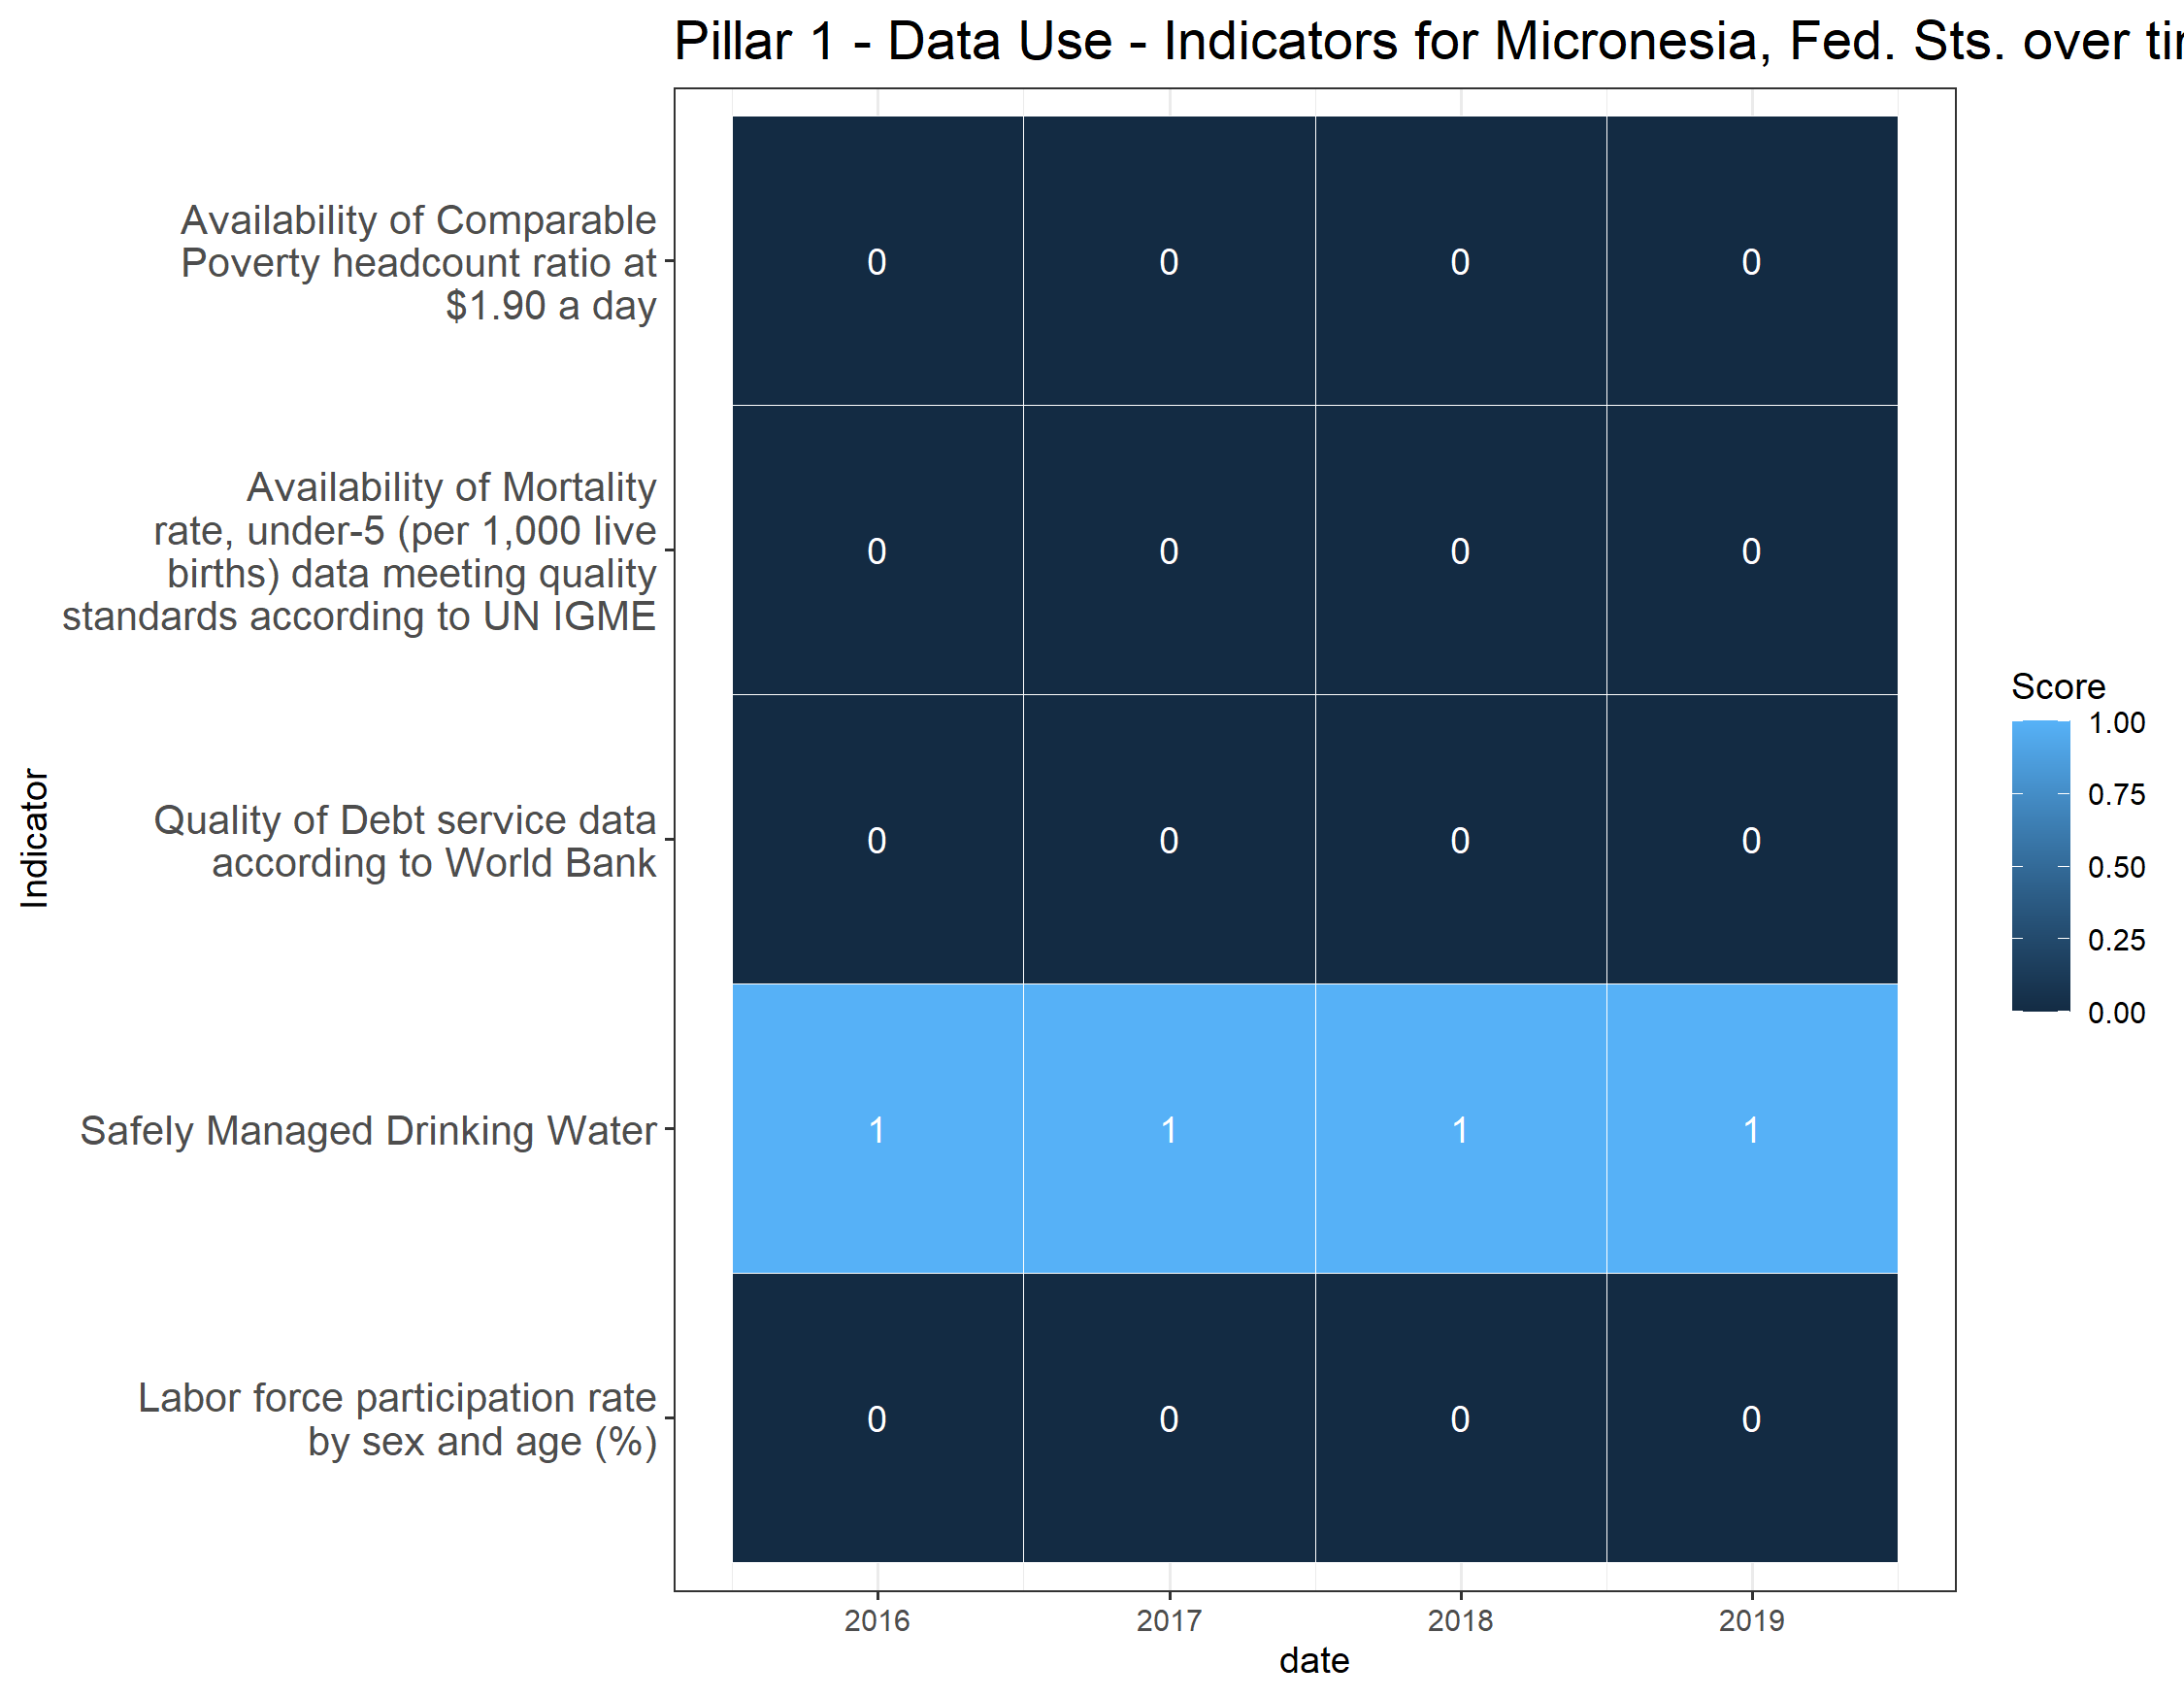 Pillar 1 - Data Use - Indicators for Micronesia, Fed. Sts. over
Availability of Comparable
Poverty headcount ratio at
$1.90 a day
0 0 0 0
Availability of Mortality
rate, under-5 (per 1,000 live
births) data meeting quality
standards according to UN IGME
0 0 0 0
Quality of Debt service data
according to World Bank
0 0 0 0
Safely Managed Drinking Water
1 1 1 1
Labor force participation rate
by sex and age (%)
0 0 0 0
Indicator
2016 2017 2018 2019
date
Score
1.00
0.75
0.50
0.25
0.00